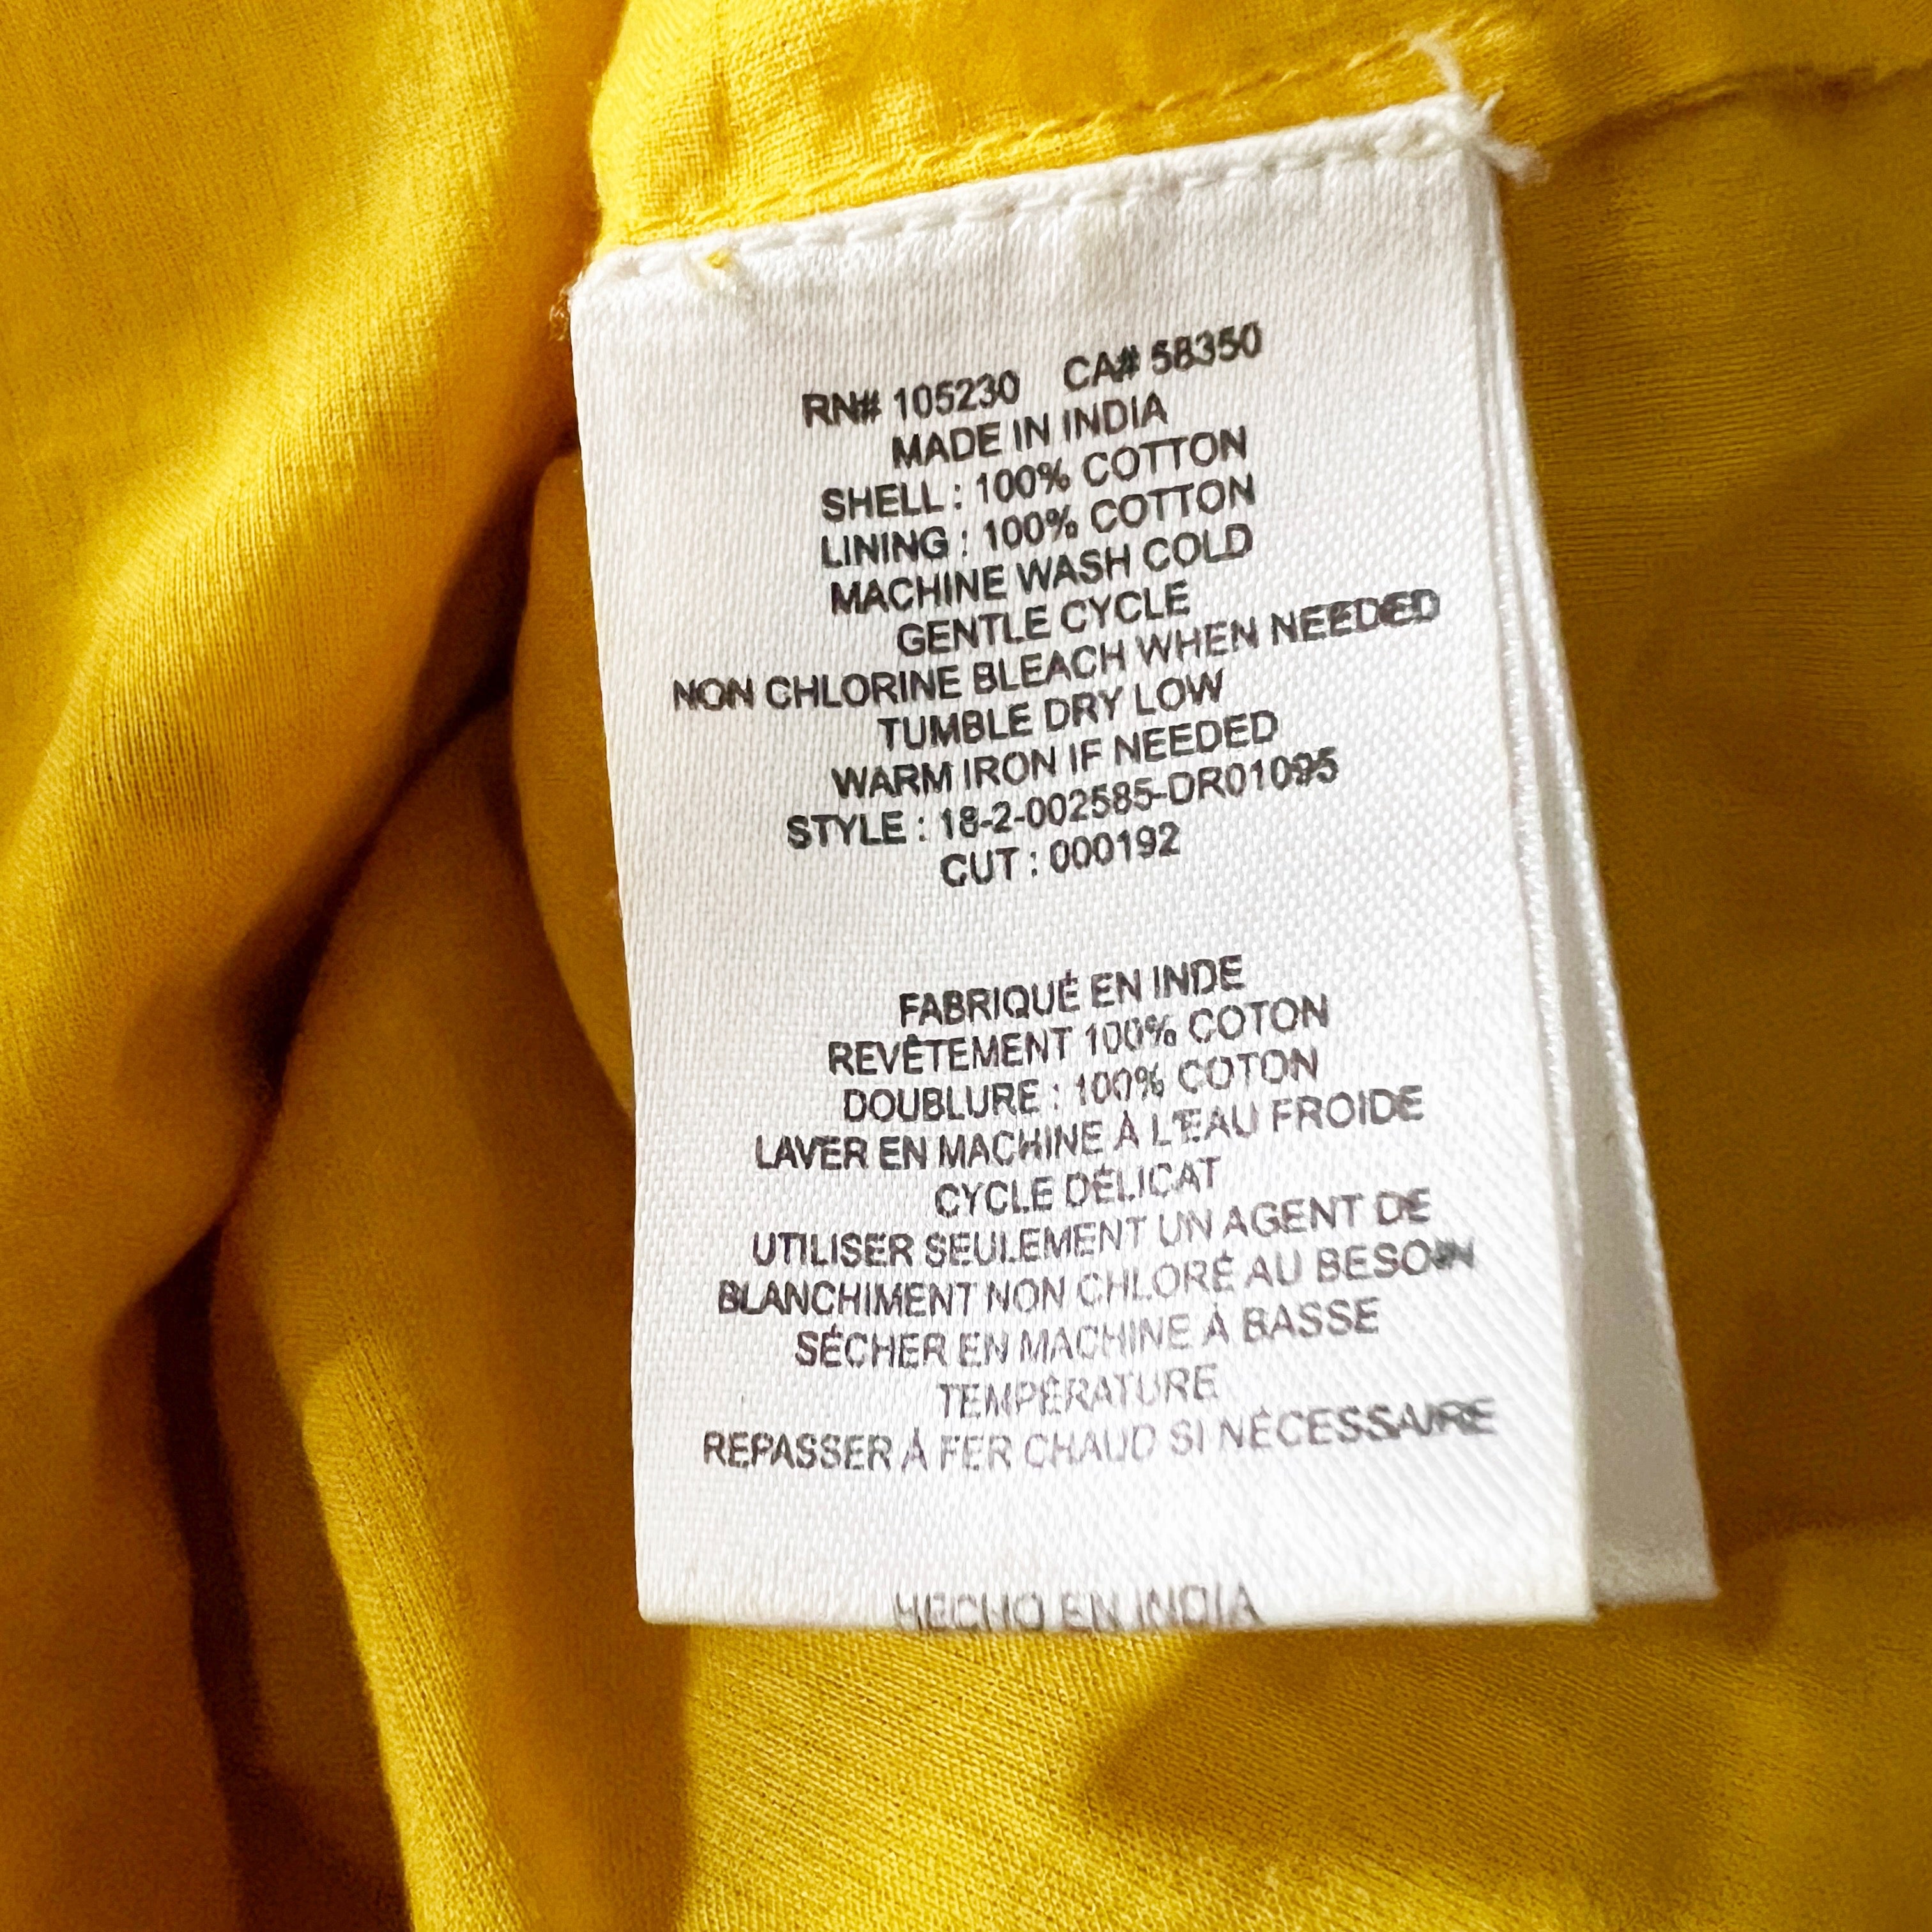 RN# 105230 CA# 58350
MADE IN INDIA
SHELL : 100% COTTON
LINING : 100% COTTON
MACHINE WASH COLD
GENTLE CYCLE
NON CHLORINE BLEACH WHEN NEEDED
TUMBLE DRY LOW
WARM IRON IF NEEDED
STYLE : 18-2-002585-DR01095
CUT : 000192
FABRIQUÉ EN INDE
REVÊTEMENT 100% COTON
DOUBLURE : 100% COTON
LAVER EN MACHINE À L'EAU FROIDE
CYCLE DÉLICAT
UTILISER SEULEMENT UN AGENT DE
BLANCHIMENT NON CHLORÉ AU BESOIN
SÉCHER EN MACHINE À BASSE
TEMPÉRATURE
REPASSER À FER CHAUD SI NÉCESSAIRE
HECHO EN INDIA